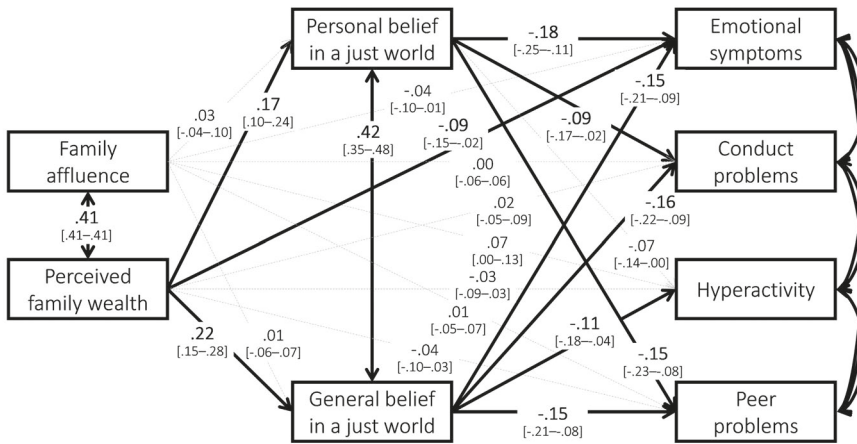 Personal belief
in a just world
-.18
[-.25–-.11]
Emotional
symptoms
-.04
[-.10–.01]
-.15
[-.21–-.09]
.03
[-.04–.10]
.17
[.10–.24]
-.09
[-.15–-.02]
-.09
[-.17–-.02]
.42
[.35–.48]
Family
affluence
.00
[-.06–.06]
Conduct
problems
.41
[.41–.41]
.02
[-.05–.09]
-.16
[-.22–-.09]
.07
[.00–.13]
-.07
[-.14–.00]
Perceived
family wealth
-.03
[-.09–.03]
Hyperactivity
.22
[.15–.28]
.01
[-.06–.07]
.01
[-.05–.07]
-.11
[-.18–-.04]
-.04
[-.10–.03]
-.15
[-.23–-.08]
General belief
in a just world
-.15
[-.21–-.08]
Peer
problems